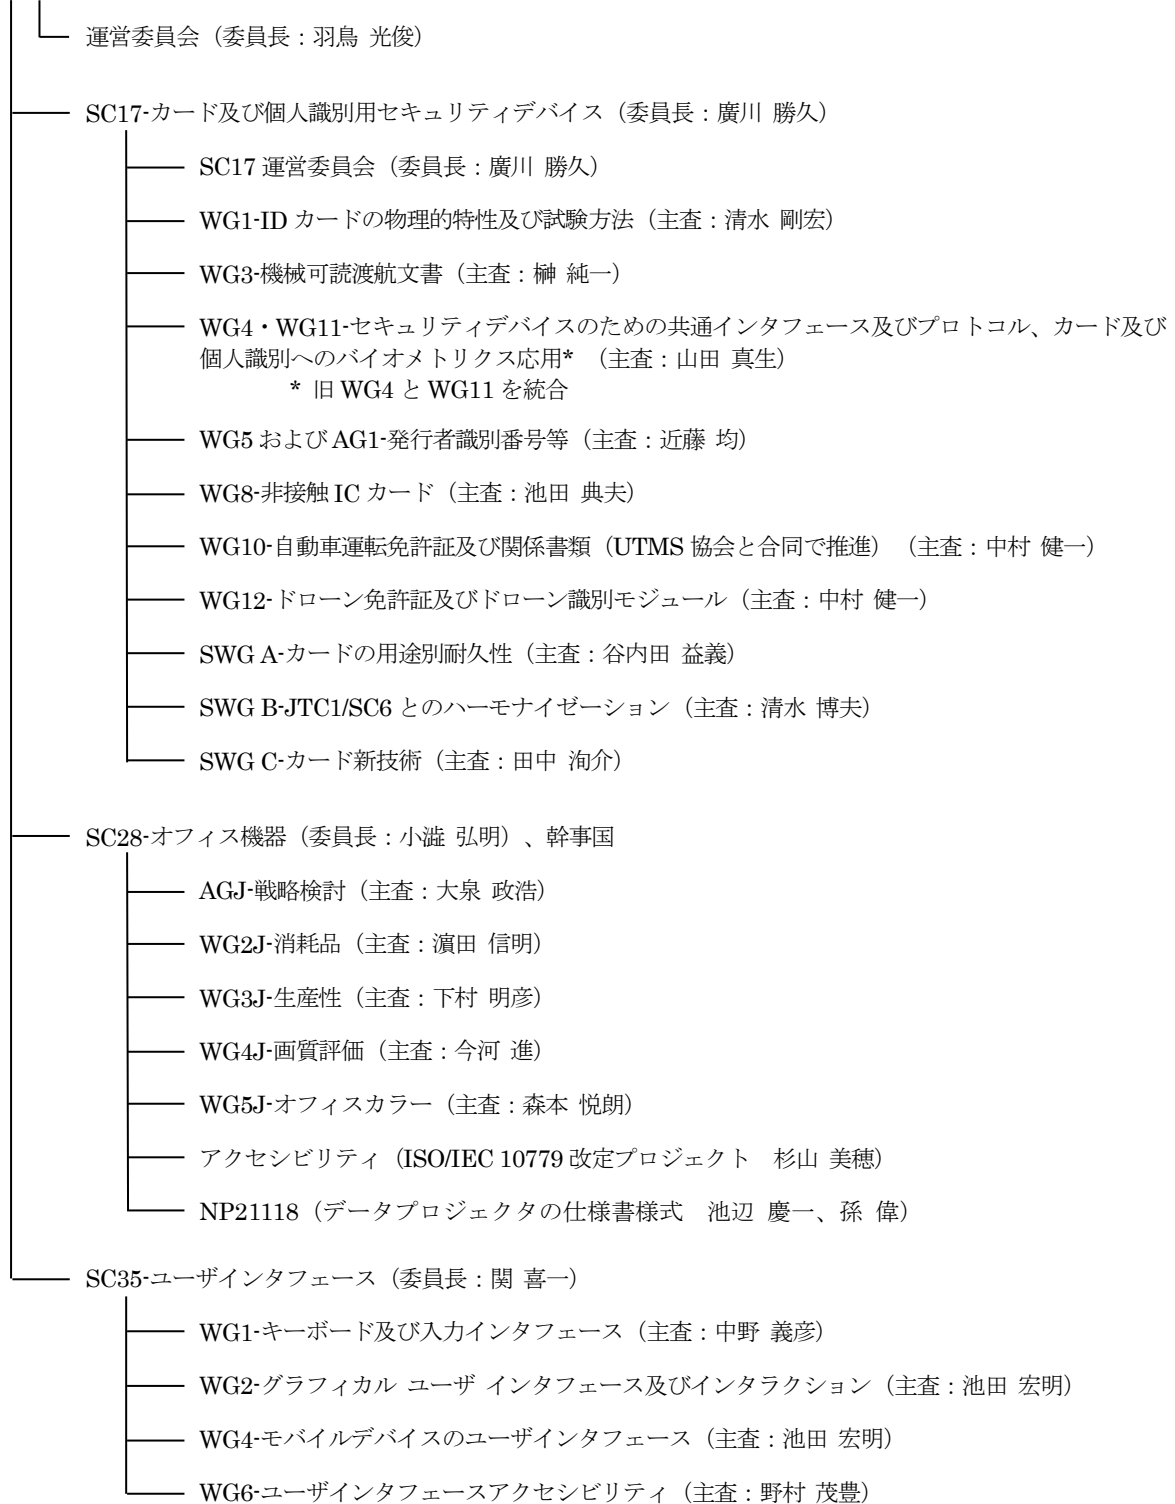 運営委員会（委員長：羽鳥 光俊）
SC17-カード及び個人識別用セキュリティデバイス（委員長：廣川 勝久）
SC17 運営委員会（委員長：廣川 勝久）
WG1-ID カードの物理的特性及び試験方法（主査：清水 剛宏）
WG3-機械可読渡航文書（主査：榊 純一）
WG4・WG11-セキュリティデバイスのための共通インタフェース及びプロトコル、カード及び
個人識別へのバイオメトリクス応用* （主査：山田 真生）
* 旧 WG4 と WG11 を統合
WG5 および AG1-発行者識別番号等（主査：近藤 均）
WG8-非接触 IC カード（主査：池田 典夫）
WG10-自動車運転免許証及び関係書類（UTMS 協会と合同で推進）（主査：中村 健一）
WG12-ドローン免許証及びドローン識別モジュール（主査：中村 健一）
SWG A-カードの用途別耐久性（主査：谷内田 益義）
SWG B-JTC1/SC6 とのハーモナイゼーション（主査：清水 博夫）
SWG C-カード新技術（主査：田中 洵介）
SC28-オフィス機器（委員長：小澁 弘明）、幹事国
AGJ-戦略検討（主査：大泉 政浩）
WG2J-消耗品（主査：濵田 信明）
WG3J-生産性（主査：下村 明彦）
WG4J-画質評価（主査：今河 進）
WG5J-オフィスカラー（主査：森本 悦朗）
アクセシビリティ（ISO/IEC 10779 改定プロジェクト　杉山 美穂）
NP21118（データプロジェクタの仕様書様式　池辺 慶一、孫 偉）
SC35-ユーザインタフェース（委員長：関 喜一）
WG1-キーボード及び入力インタフェース（主査：中野 義彦）
WG2-グラフィカル ユーザ インタフェース及びインタラクション（主査：池田 宏明）
WG4-モバイルデバイスのユーザインタフェース（主査：池田 宏明）
WG6-ユーザインタフェースアクセシビリティ（主査：野村 茂豊）